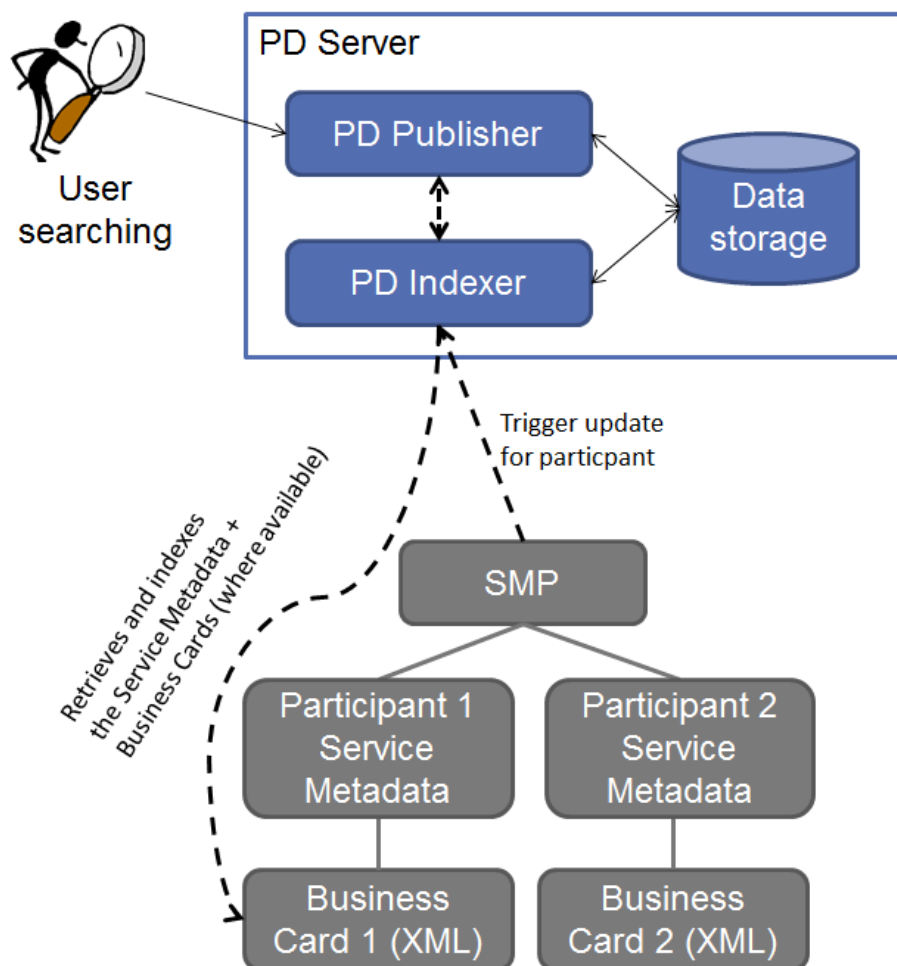 PD Server
PD Publisher
User
searching
Data
storage
PD Indexer
Trigger update
for particpant
Retrieves and indexes
the Service Metadata +
Business Cards (where available)
SMP
Participant 1
Service
Metadata
Participant 2
Service
Metadata
Business
Card 1 (XML)
Business
Card 2 (XML)